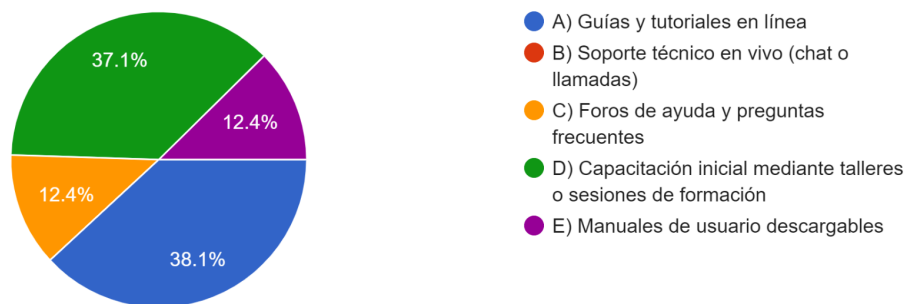 37.1%
12.4%
12.4%
38.1%
A) Guías y tutoriales en línea
B) Soporte técnico en vivo (chat o
llamadas)
C) Foros de ayuda y preguntas
frecuentes
D) Capacitación inicial mediante talleres
o sesiones de formación
E) Manuales de usuario descargables